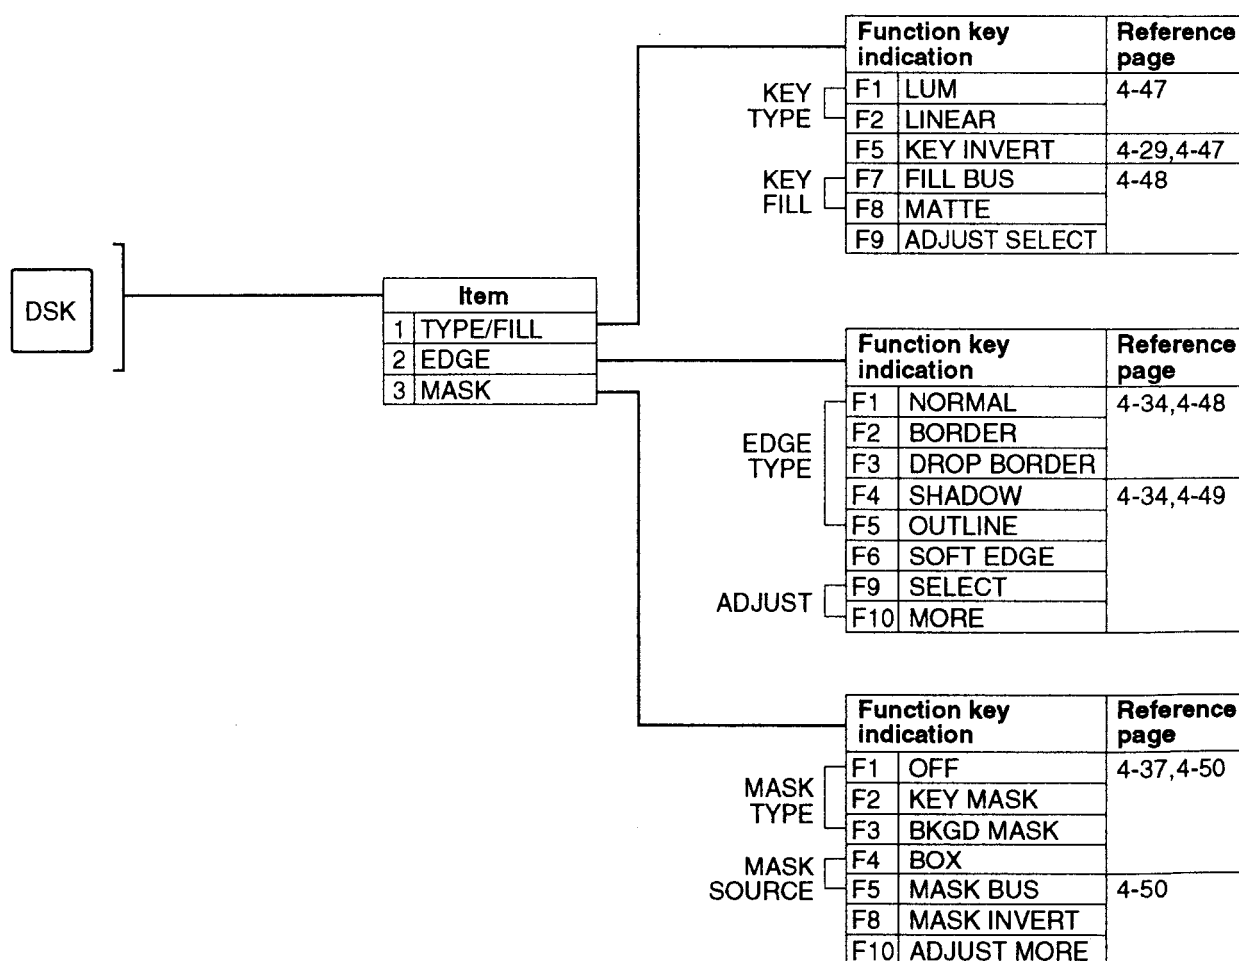 DSK
Item
1 TYPE/FILL
2 EDGE
3 MASK
Function key indication Reference page
KEY TYPE
F1 LUM 4-47
F2 LINEAR
F5 KEY INVERT 4-29,4-47
KEY FILL
F7 FILL BUS 4-48
F8 MATTE
F9 ADJUST SELECT
Function key indication Reference page
EDGE TYPE
F1 NORMAL 4-34,4-48
F2 BORDER
F3 DROP BORDER
F4 SHADOW 4-34,4-49
F5 OUTLINE
F6 SOFT EDGE
ADJUST
F9 SELECT
F10 MORE
Function key indication Reference page
MASK TYPE
F1 OFF 4-37,4-50
F2 KEY MASK
F3 BKGD MASK
MASK SOURCE
F4 BOX
F5 MASK BUS 4-50
F8 MASK INVERT
F10 ADJUST MORE